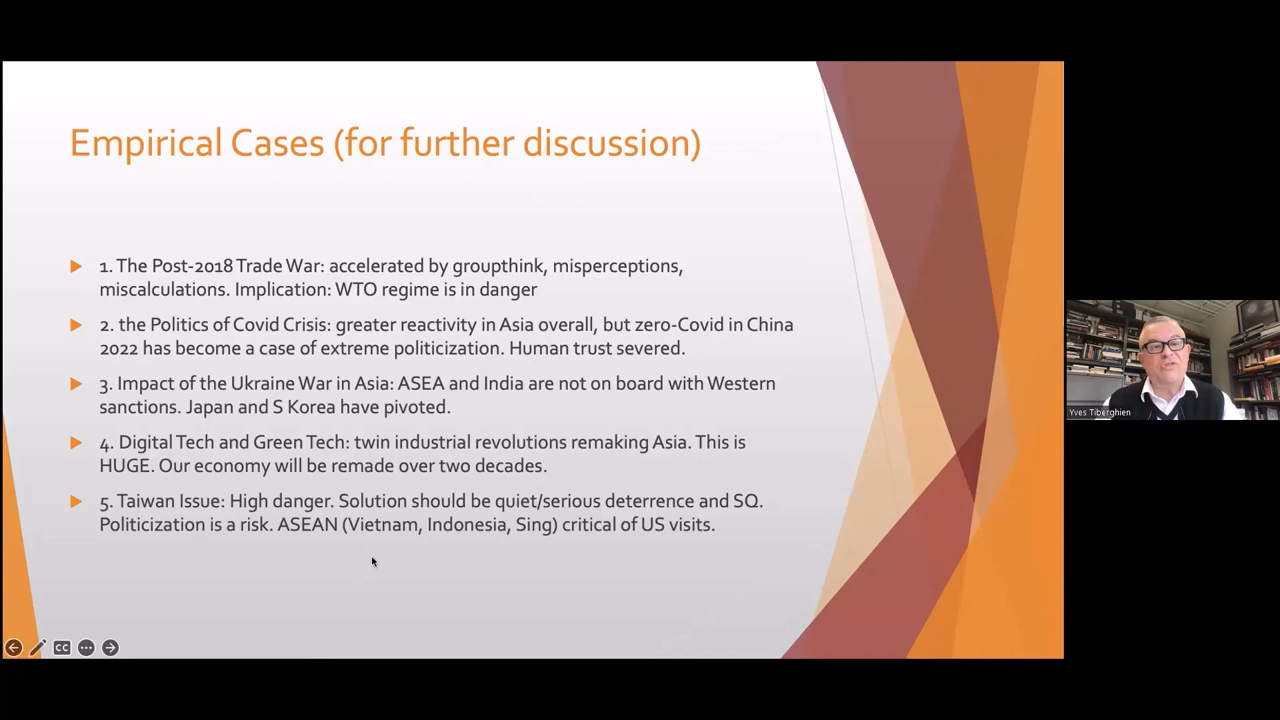 Empirical Cases (for further discussion)
1. The Post-2018 Trade War: accelerated by groupthink, misperceptions,
miscalculations. Implication: WTO regime is in danger
2. the Politics of Covid Crisis: greater reactivity in Asia overall, but zero-Covid in China
2022 has become a case of extreme politicization. Human trust severed.
3. Impact of the Ukraine War in Asia: ASEA and India are not on board with Western
sanctions. Japan and S Korea have pivoted.
4. Digital Tech and Green Tech: twin industrial revolutions remaking Asia. This is
HUGE. Our economy will be remade over two decades.
5. Taiwan Issue: High danger. Solution should be quiet/serious deterrence and SQ.
Politicization is a risk. ASEAN (Vietnam, Indonesia, Sing) critical of US visits.
Yves Tiberghien
CC